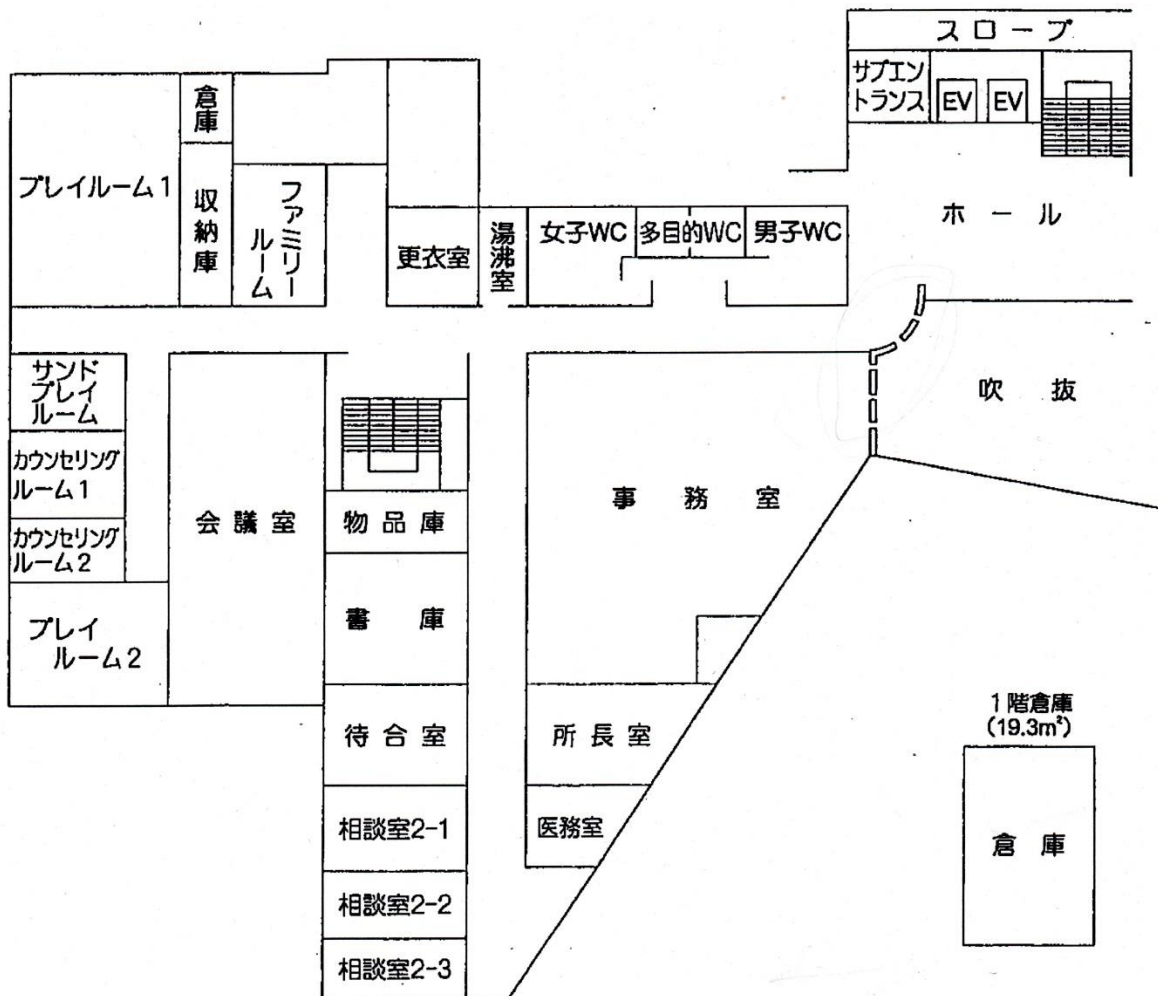 スロープ
サブエン
トランス
EV
EV
倉庫
プレイルーム1
収納庫
ファミリー
ルーム
更衣室
湯沸室
女子WC
多目的WC
男子WC
ホール
サンド
プレイ
ルーム
カウンセリング
ルーム1
カウンセリング
ルーム2
プレイ
ルーム2
会議室
物品庫
書庫
待合室
相談室2-1
相談室2-2
相談室2-3
事務室
所長室
医務室
吹抜
1階倉庫
(19.3m²)
倉庫